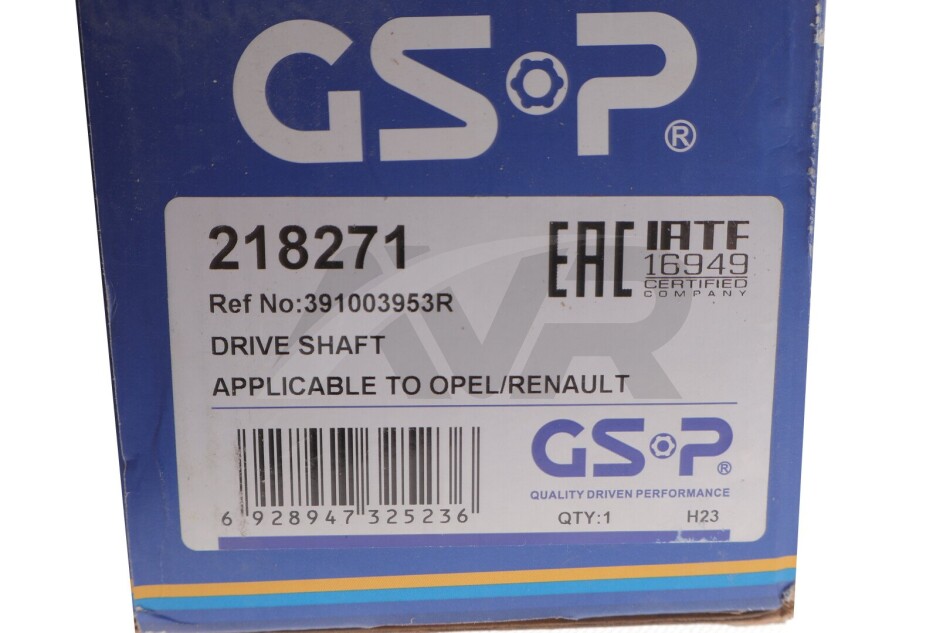 GSP®
218271
EAC
IATF
16949
CERTIFIED
COMPANY
Ref No:391003953R
DRIVE SHAFT
AVR
APPLICABLE TO OPEL/RENAULT
GSP®
QUALITY DRIVEN PERFORMANCE
6 928947 325236
QTY:1 H23